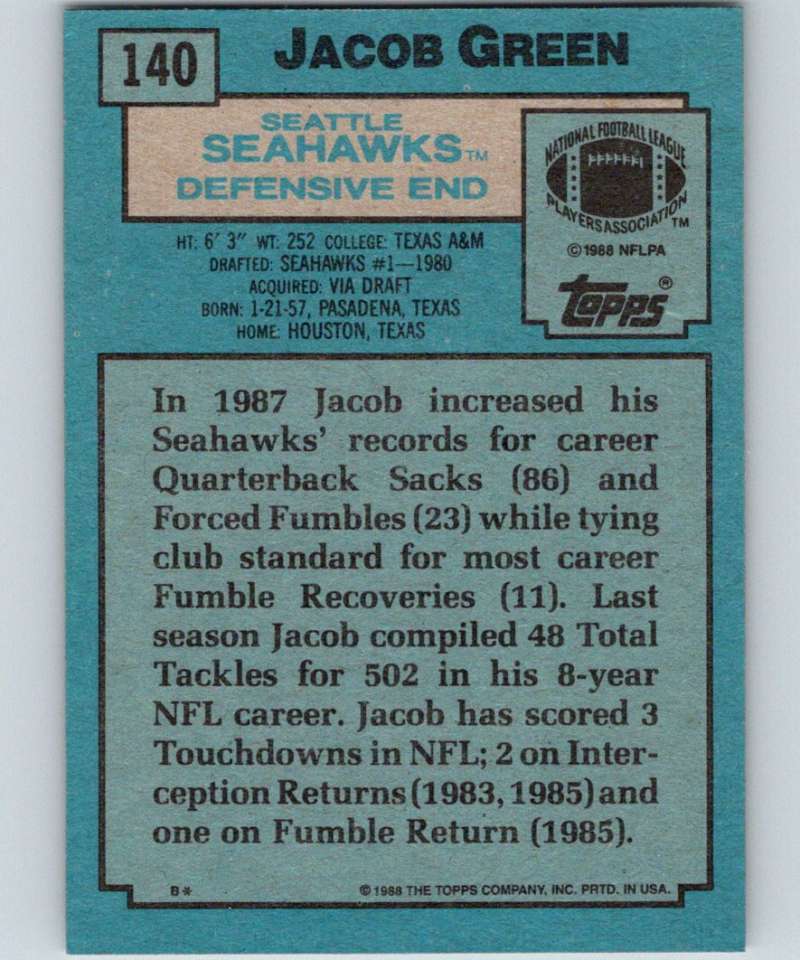 140
JACOB GREEN
SEATTLE
SEAHAWKS™
DEFENSIVE END
NATIONAL FOOTBALL LEAGUE
PLAYERS ASSOCIATION™
©1988 NFLPA
TOPPS®
HT: 6' 3" WT: 252 COLLEGE: TEXAS A&M
DRAFTED: SEAHAWKS #1—1980
ACQUIRED: VIA DRAFT
BORN: 1-21-57, PASADENA, TEXAS
HOME: HOUSTON, TEXAS
In 1987 Jacob increased his
Seahawks' records for career
Quarterback Sacks (86) and
Forced Fumbles (23) while tying
club standard for most career
Fumble Recoveries (11). Last
season Jacob compiled 48 Total
Tackles for 502 in his 8-year
NFL career. Jacob has scored 3
Touchdowns in NFL; 2 on Inter-
ception Returns (1983, 1985) and
one on Fumble Return (1985).
B* ©1988 THE TOPPS COMPANY, INC. PRTD. IN USA.